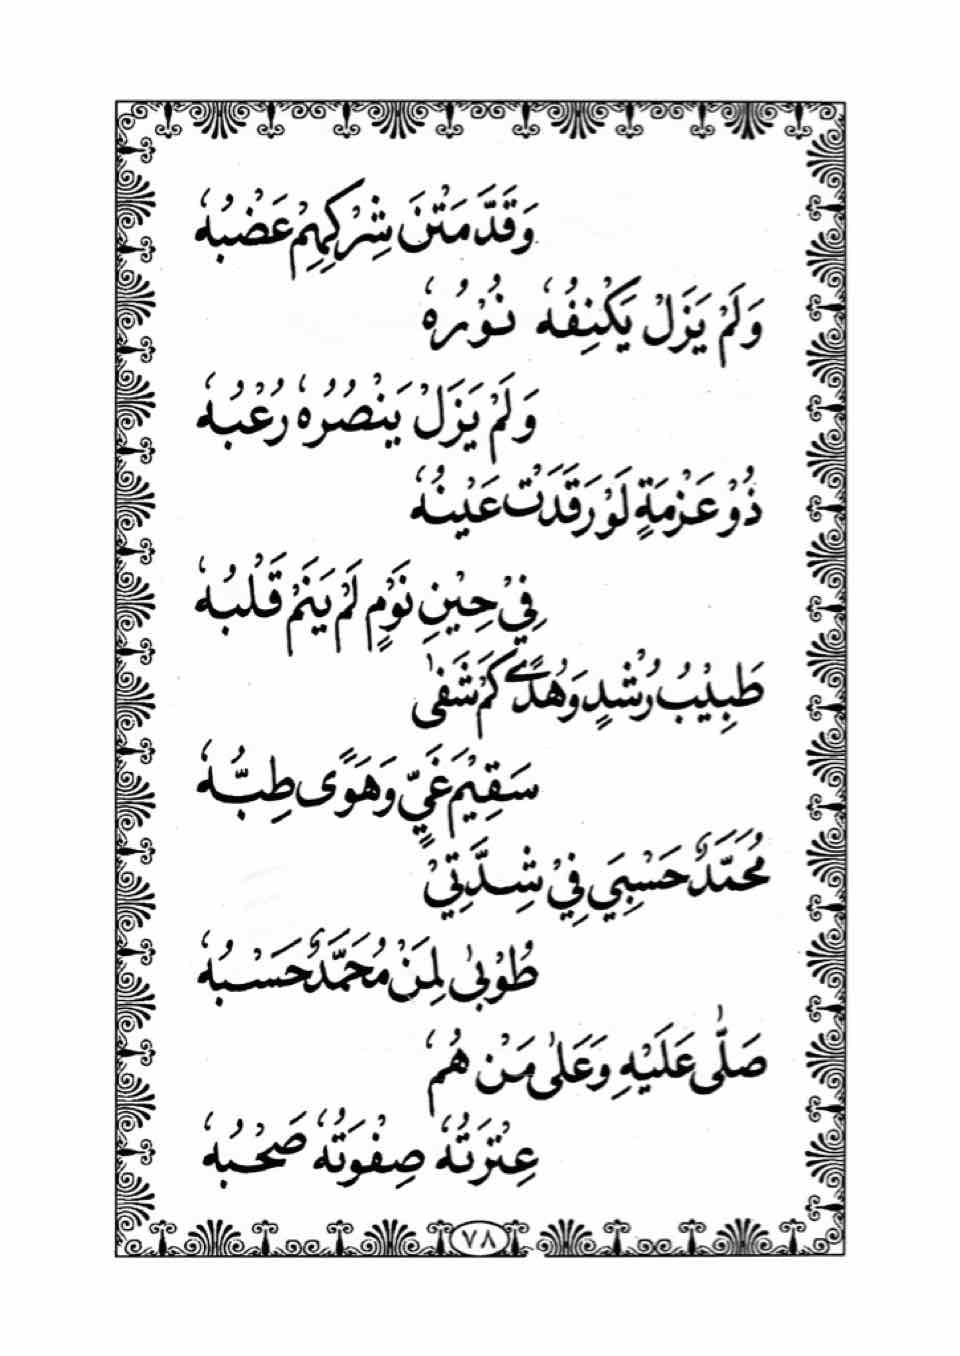 وَقَدَّ مَتْنَ شِرْكِهِمْ عَضْبُهُ
وَلَمْ يَزَلْ يَكْنِفُهُ نُوْرُهُ
وَلَمْ يَزَلْ يَنْصُرُهُ رُعْبُهُ
ذُوْ عَزْمَةٍ لَوْ رَقَدَتْ عَيْنُهُ
فِيْ حِيْنِ نَوْمٍ لَمْ يَنَمْ قَلْبُهُ
طَبِيْبُ رُشْدٍ وَهُدًى كَمْ شَفٰى
سَقِيْمَ غَيٍّ وَهَوًى طِبُّهُ
مُحَمَّدٌ حَسْبِيَ فِيْ شِدَّتِيْ
طُوْبٰى لِمَنْ مُحَمَّدٌ حَسْبُهُ
صَلّٰى عَلَيْهِ وَعَلٰى مَنْ هُمُ
عِتْرَتُهُ صِفْوَتُهُ صَحْبُهُ
٧٨